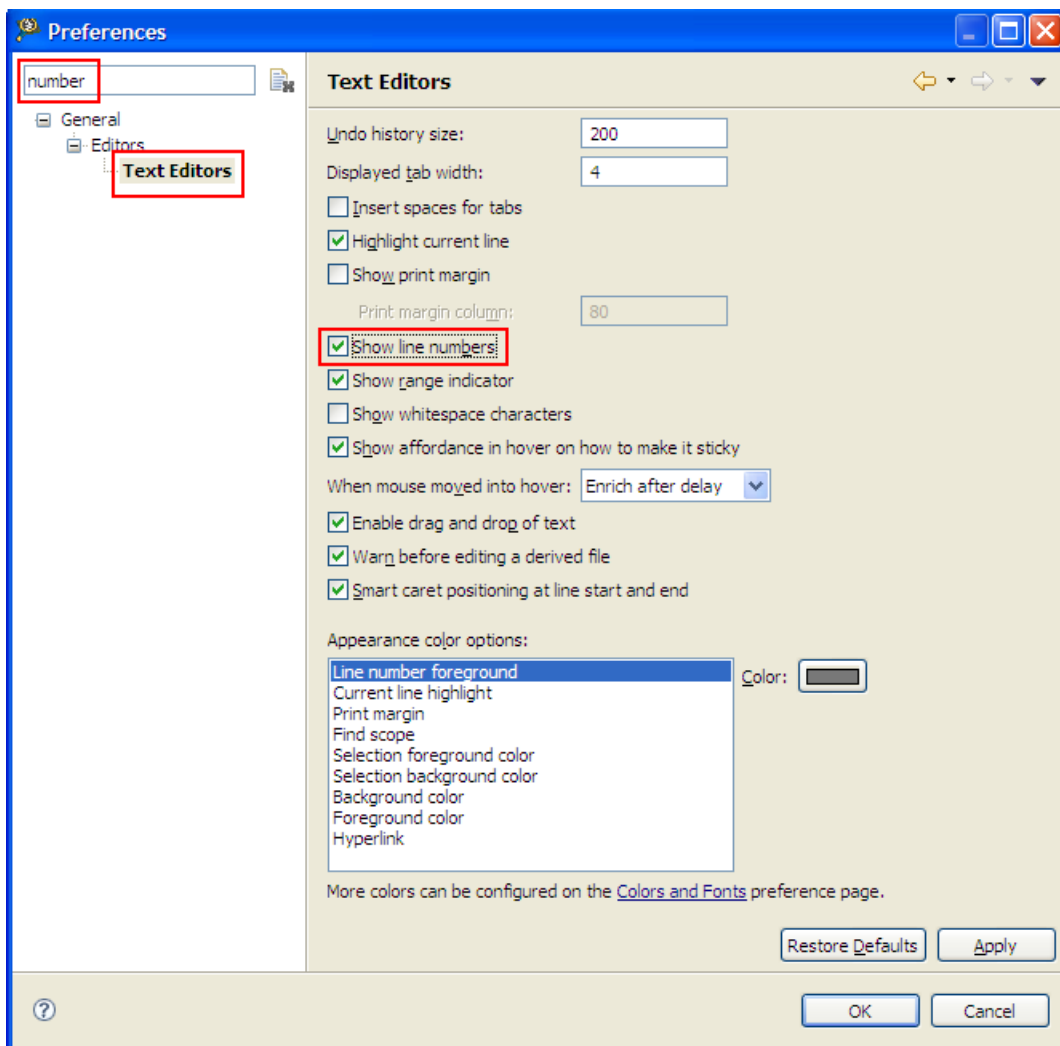 Preferences
number
General
Editors
Text Editors
Text Editors
Undo history size: 200
Displayed tab width: 4
Insert spaces for tabs
Highlight current line
Show print margin
Print margin column: 80
Show line numbers
Show range indicator
Show whitespace characters
Show affordance in hover on how to make it sticky
When mouse moved into hover: Enrich after delay
Enable drag and drop of text
Warn before editing a derived file
Smart caret positioning at line start and end
Appearance color options:
Line number foreground
Color:
Current line highlight
Print margin
Find scope
Selection foreground color
Selection background color
Background color
Foreground color
Hyperlink
More colors can be configured on the Colors and Fonts preference page.
Restore Defaults Apply
? OK Cancel